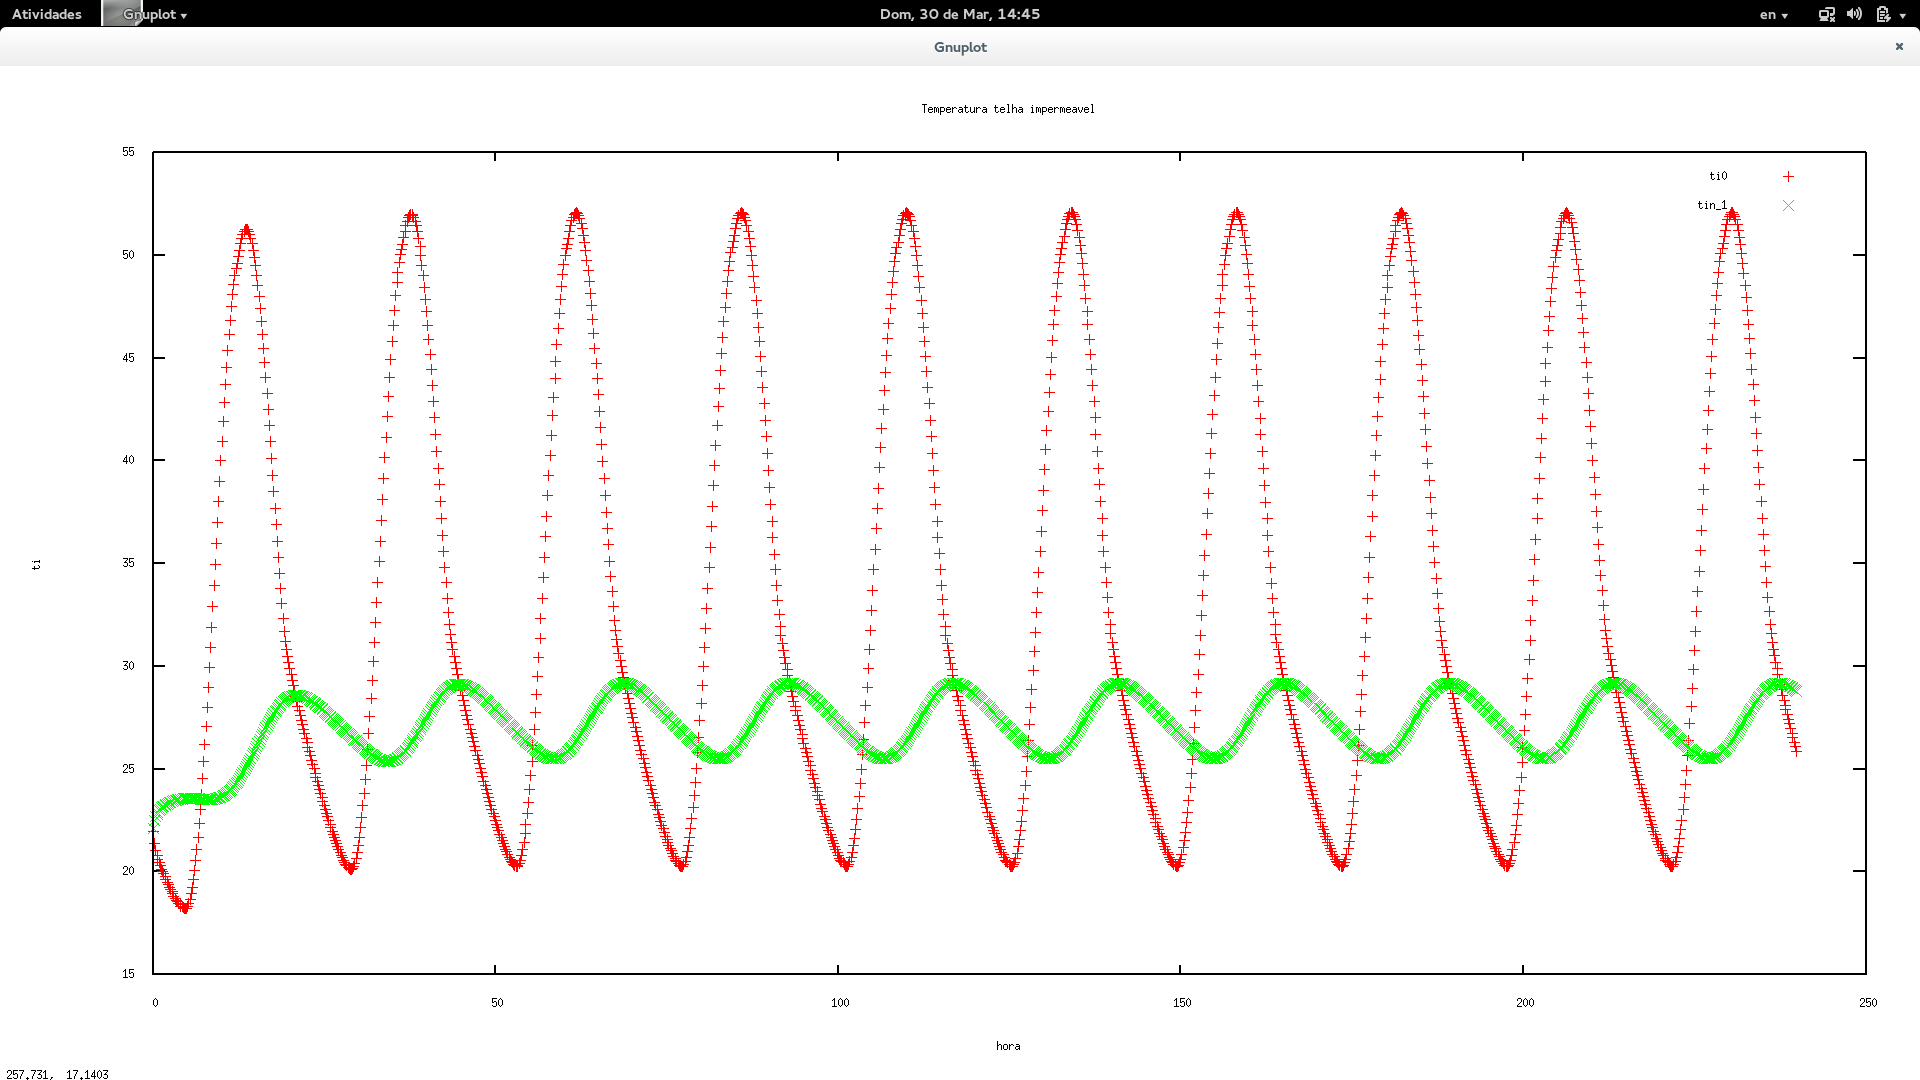 Atividades Gnuplot Dom, 30 de Mar, 14:45 en
Gnuplot
Temperatura telha impermeavel
ti0
tin_1
55
50
45
40
35
30
25
20
15
ti
0 50 100 150 200 250
hora
257.731, 17.1403